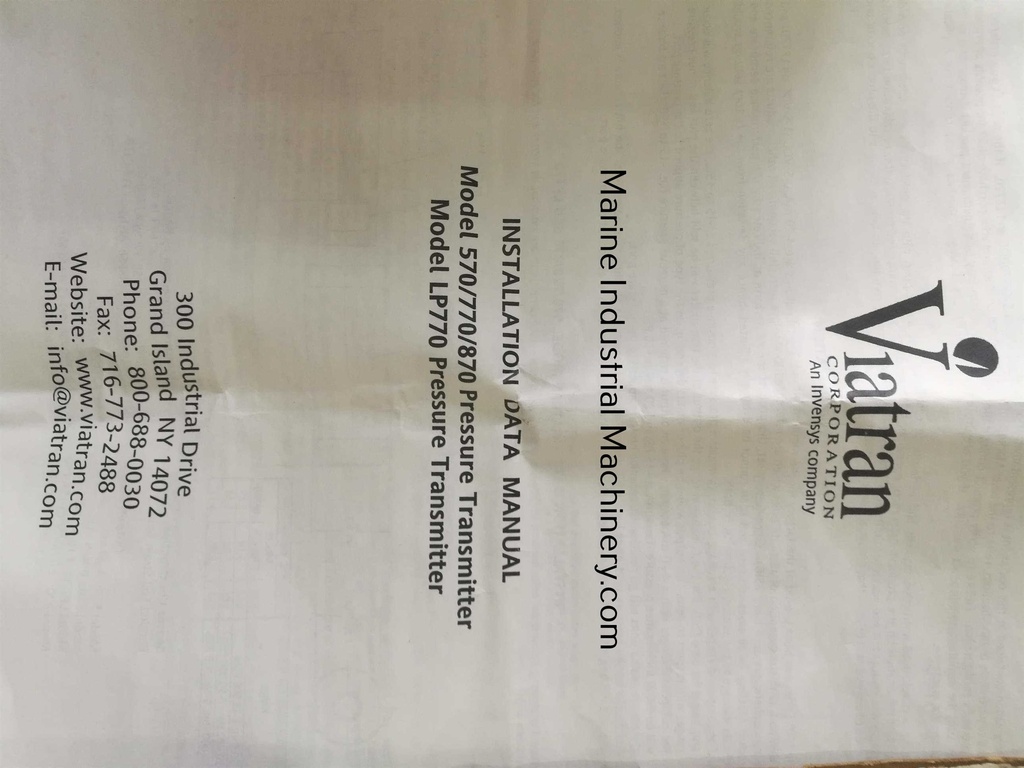 Viatran
CORPORATION
An Invensys company
Marine Industrial Machinery.com
INSTALLATION DATA MANUAL
Model 570/770/870 Pressure Transmitter
Model LP770 Pressure Transmitter
300 Industrial Drive
Grand Island NY 14072
Phone: 800-688-0030
Fax: 716-773-2488
Website: www.viatran.com
E-mail: info@viatran.com